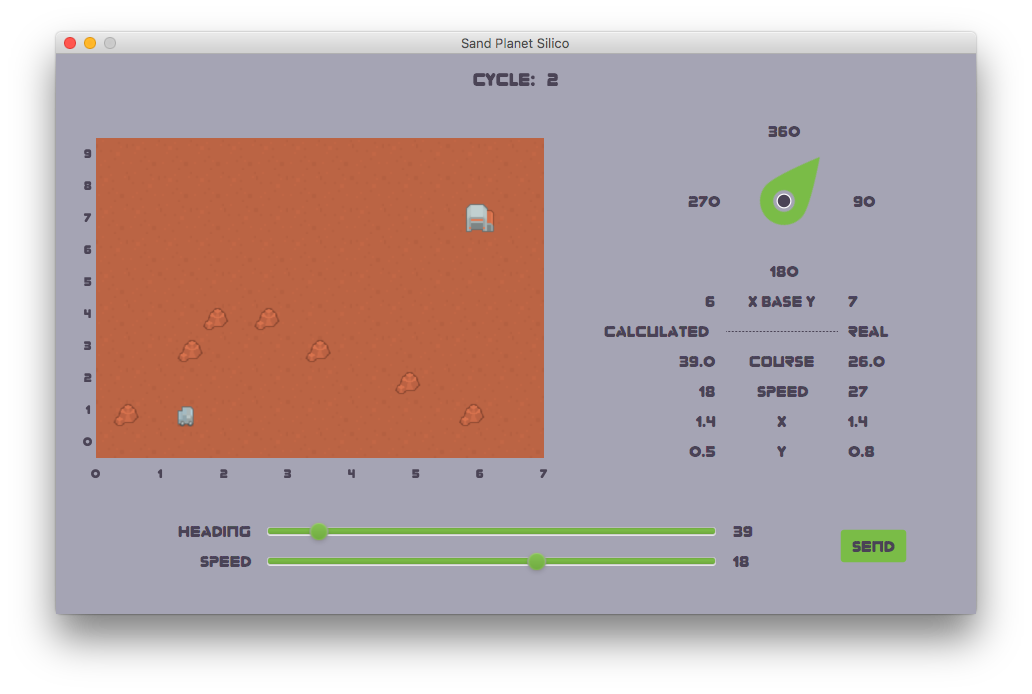 Sand Planet Silico
CYCLE: 2
360
270 90
180
9
8
7
6
5
4
3
2
1
0
0 1 2 3 4 5 6 7
6 X BASE Y 7
CALCULATED REAL
39.0 COURSE 26.0
18 SPEED 27
1.4 X 1.4
0.5 Y 0.8
HEADING 39
SPEED 18
SEND